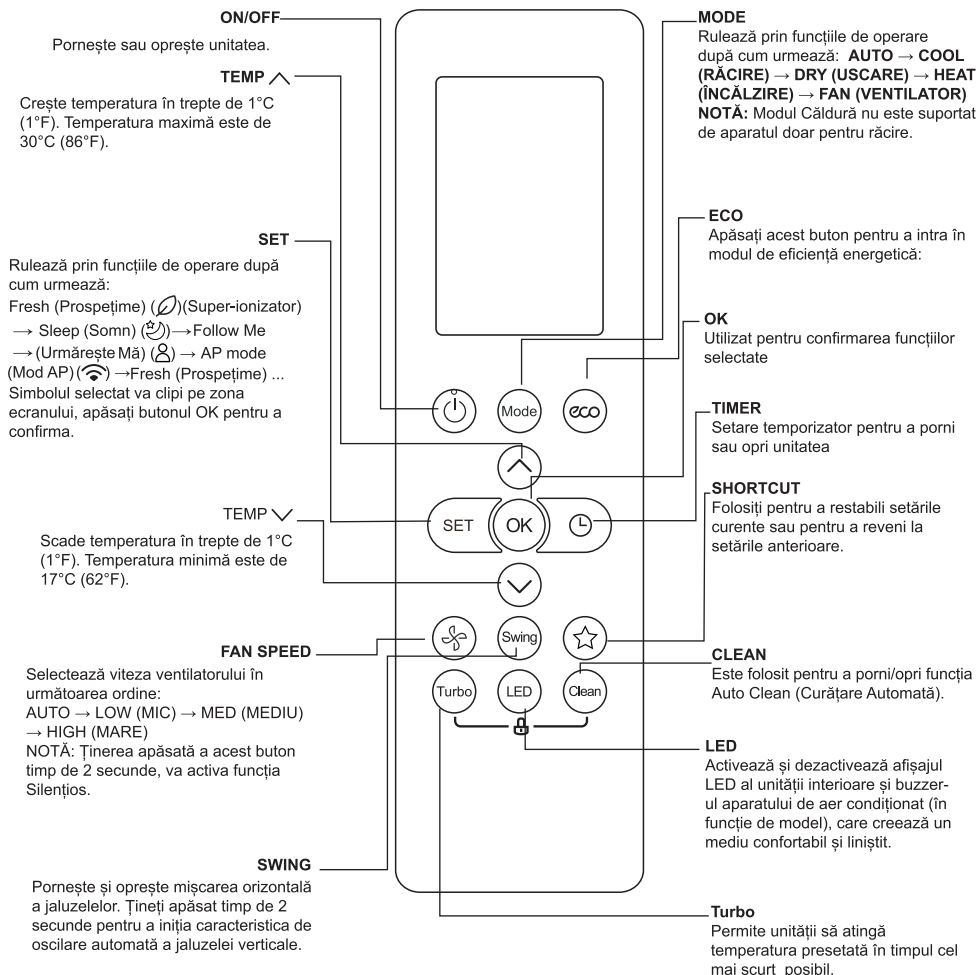 ON/OFF
Pornește sau oprește unitatea.
TEMP
Crește temperatura în trepte de 1°C
(1°F). Temperatura maximă este de
30°C (86°F).
SET
Rulează prin funcțiile de operare după
cum urmează:
Fresh (Prospețime) ( )(Super-ionizator)
→ Sleep (Somn) ( )→Follow Me
→(Urmărește Mă) ( ) → AP mode
(Mod AP)( ) →Fresh (Prospețime) ...
Simbolul selectat va clipi pe zona
ecranului, apăsați butonul OK pentru a
confirma.
TEMP
Scade temperatura în trepte de 1°C
(1°F). Temperatura minimă este de
17°C (62°F).
FAN SPEED
Selectează viteza ventilatorului în
următoarea ordine:
AUTO → LOW (MIC) → MED (MEDIU)
→ HIGH (MARE)
NOTĂ: Ținerea apăsată a acest buton
timp de 2 secunde, va activa funcția
Silențios.
SWING
Pornește și oprește mișcarea orizontală
a jaluzelelor. Țineți apăsat timp de 2
secunde pentru a iniția caracteristica de
oscilare automată a jaluzelei verticale.
Mode
eco
SET
OK
Swing
Turbo
LED
Clean
MODE
Rulează prin funcțiile de operare
după cum urmează: AUTO → COOL
(RĂCIRE) → DRY (USCARE) → HEAT
(ÎNCĂLZIRE) → FAN (VENTILATOR)
NOTĂ: Modul Căldură nu este suportat
de aparatul doar pentru răcire.
ECO
Apăsați acest buton pentru a intra în
modul de eficiență energetică:
OK
Utilizat pentru confirmarea funcțiilor
selectate
TIMER
Setare temporizator pentru a porni
sau opri unitatea
SHORTCUT
Folosiți pentru a restabili setările
curente sau pentru a reveni la
setările anterioare.
CLEAN
Este folosit pentru a porni/opri funcția
Auto Clean (Curățare Automată).
LED
Activează și dezactivează afișajul
LED al unității interioare și buzzer-
ul aparatului de aer condiționat (în
funcție de model), care creează un
mediu confortabil și liniștit.
Turbo
Permite unității să atingă
temperatura presetată în timpul cel
mai scurt posibil.